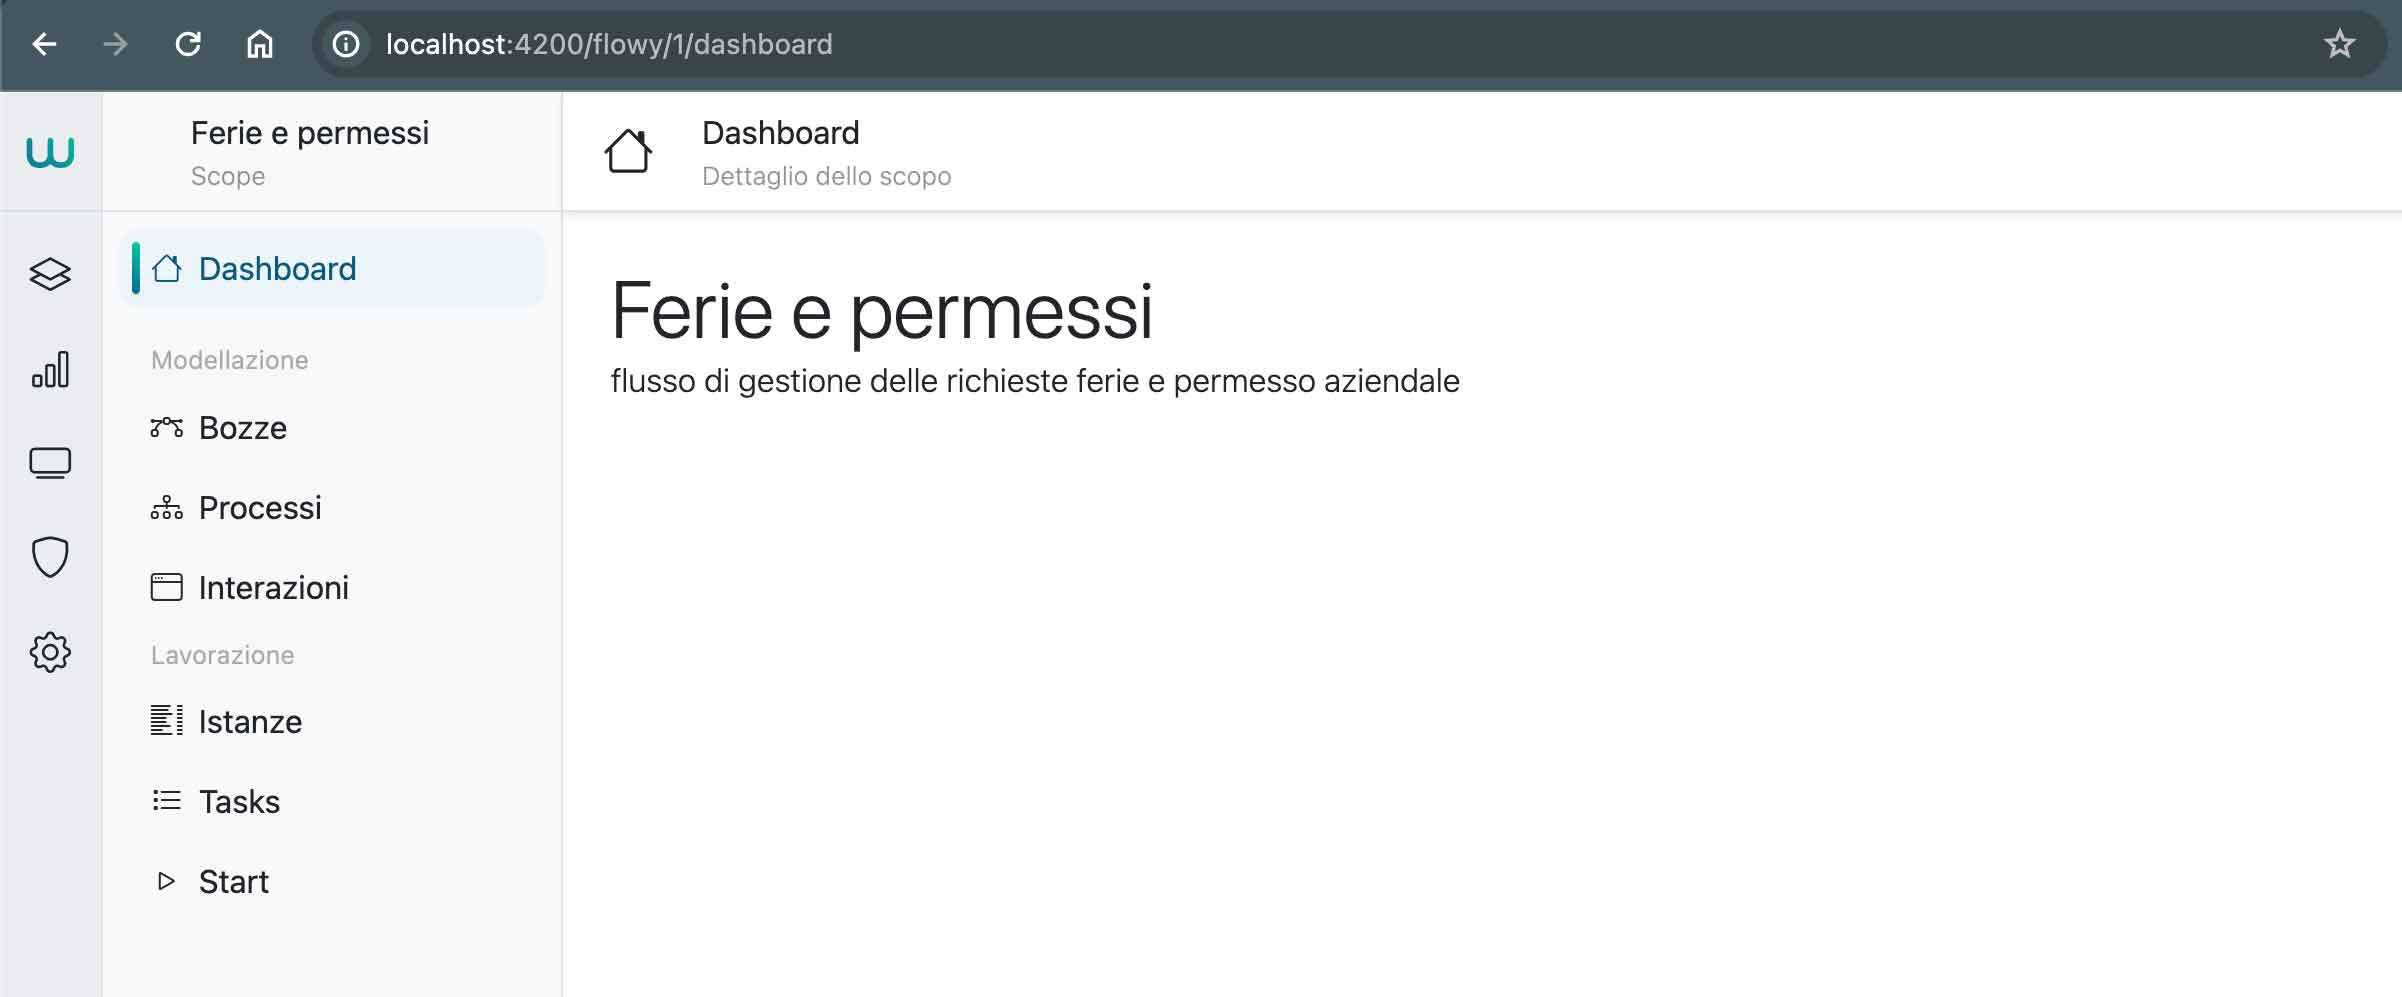 localhost:4200/flowy/1/dashboard
Ferie e permessi
Scope
Dashboard
Dettaglio dello scopo
Dashboard
Modellazione
Bozze
Processi
Interazioni
Lavorazione
Istanze
Tasks
Start
Ferie e permessi
flusso di gestione delle richieste ferie e permesso aziendale